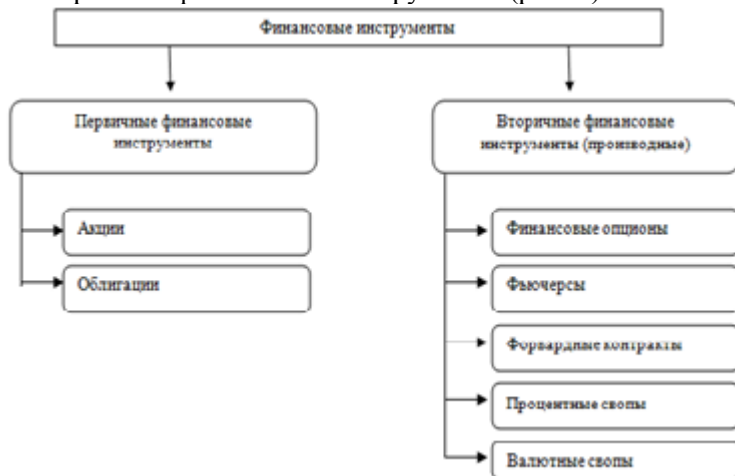 Финансовые инструменты
Первичные финансовые
инструменты
Вторичные финансовые
инструменты (производные)
Акции
Облигации
Финансовые опционы
Фьючерсы
Форвардные контракты
Процентные свопы
Валютные свопы